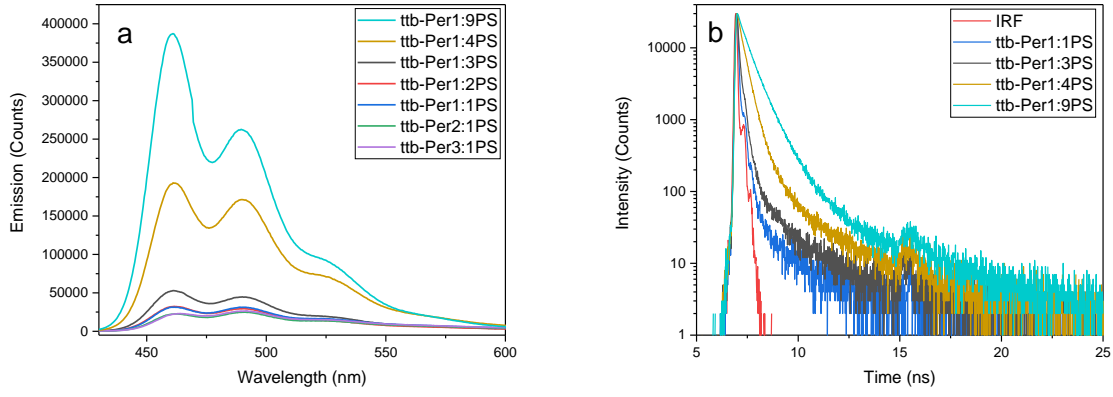 a
ttb-Per1:9PS
ttb-Per1:4PS
ttb-Per1:3PS
ttb-Per1:2PS
ttb-Per1:1PS
ttb-Per2:1PS
ttb-Per3:1PS
400000
350000
300000
250000
200000
150000
100000
50000
0
Emission (Counts)
450
500
550
600
Wavelength (nm)
b
IRF
ttb-Per1:1PS
ttb-Per1:3PS
ttb-Per1:4PS
ttb-Per1:9PS
10000
1000
100
10
1
Intensity (Counts)
5
10
15
20
25
Time (ns)